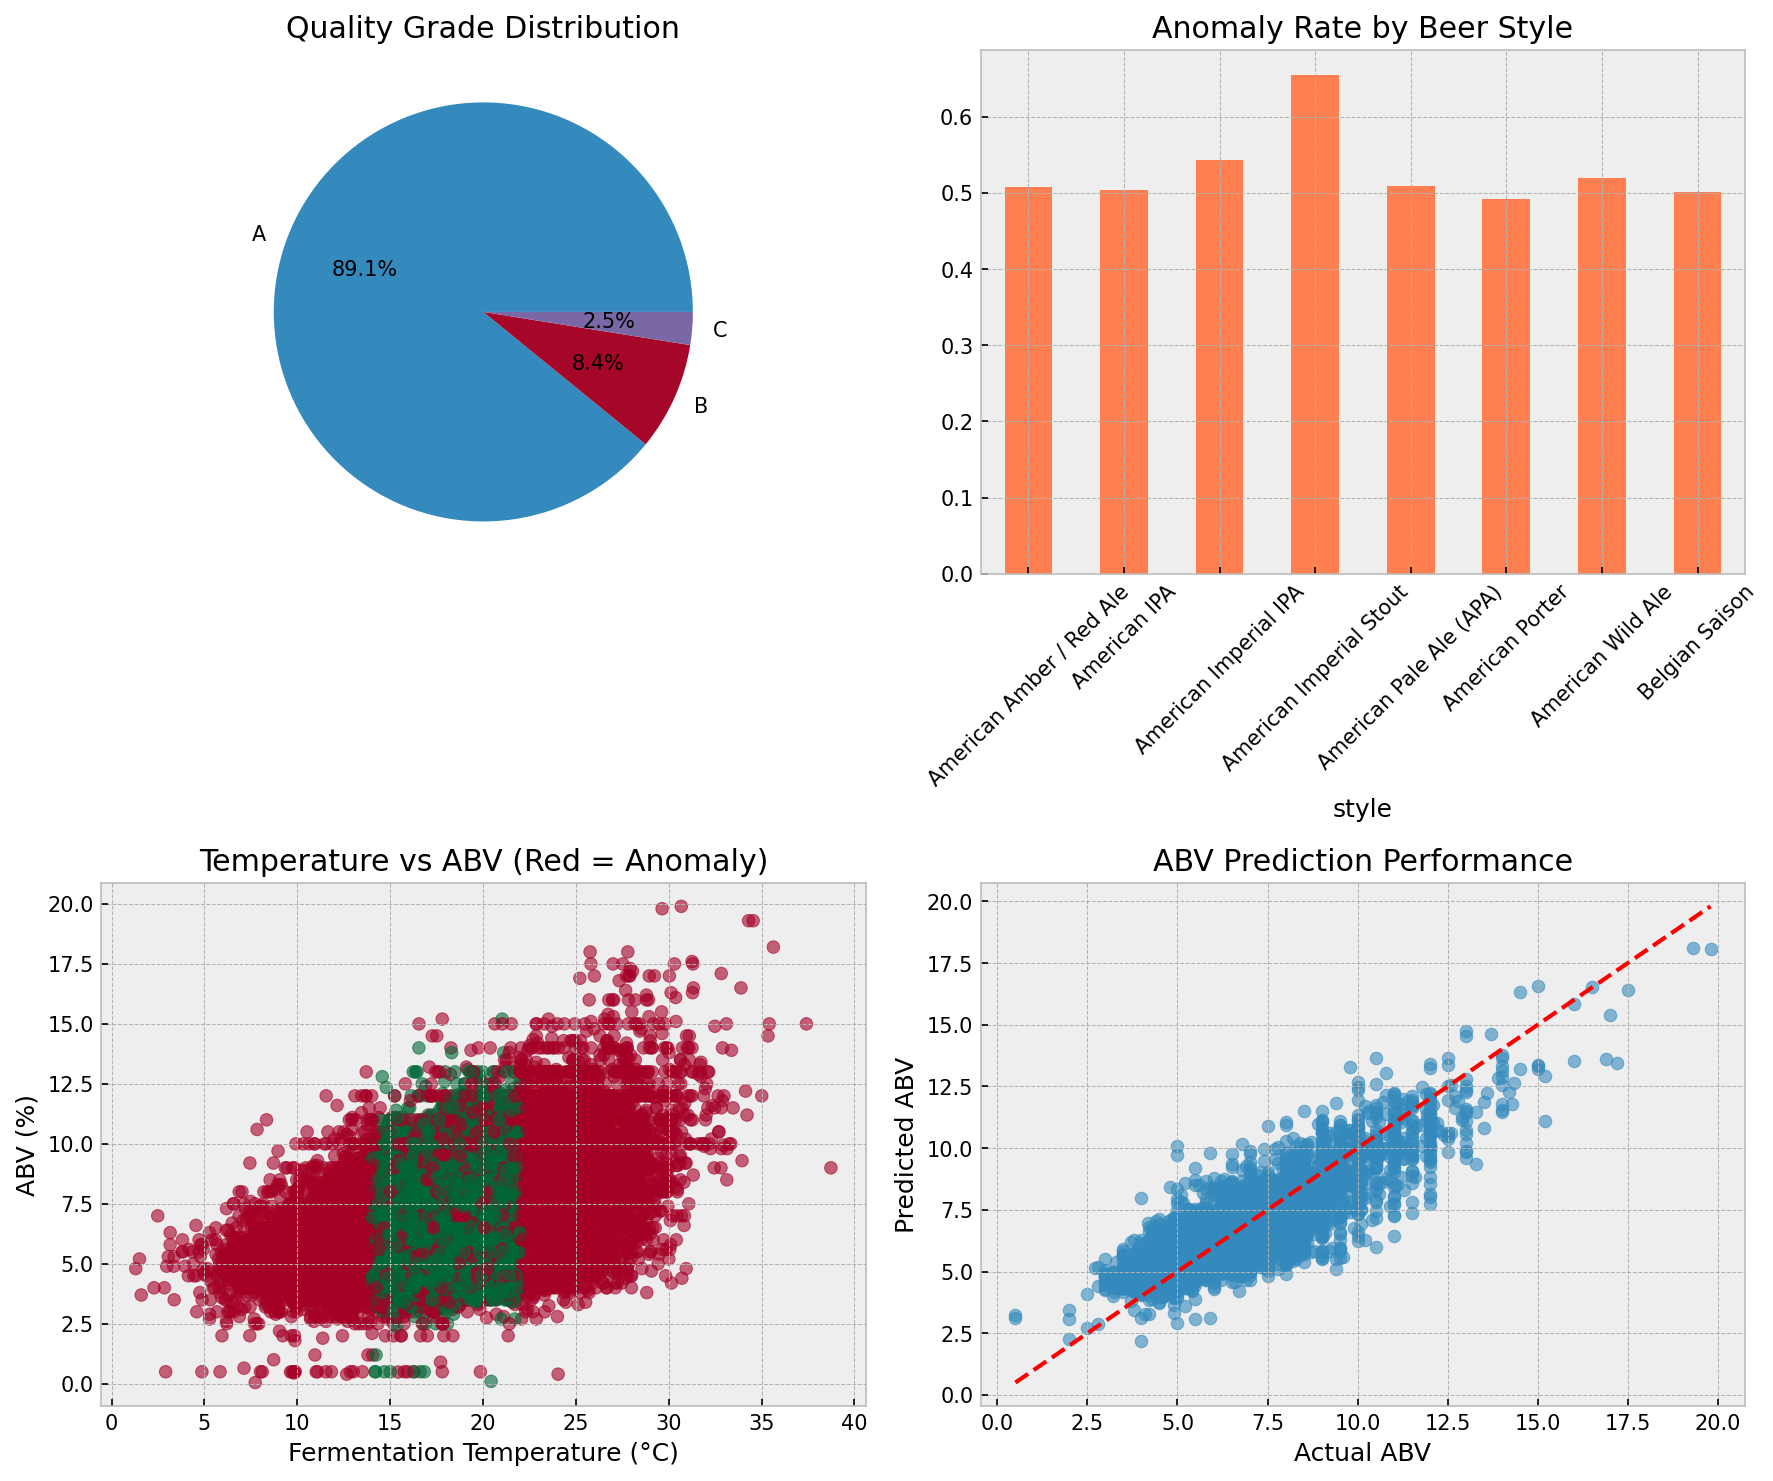 Quality Grade Distribution
A
89.1%
2.5%
C
8.4%
B
Anomaly Rate by Beer Style
0.6
0.5
0.4
0.3
0.2
0.1
0.0
American Amber / Red Ale
American IPA
American Imperial IPA
American Imperial Stout
American Pale Ale (APA)
American Porter
American Wild Ale
Belgian Saison
style
Temperature vs ABV (Red = Anomaly)
ABV (%)
20.0
17.5
15.0
12.5
10.0
7.5
5.0
2.5
0.0
0 5 10 15 20 25 30 35 40
Fermentation Temperature (°C)
ABV Prediction Performance
Predicted ABV
20.0
17.5
15.0
12.5
10.0
7.5
5.0
2.5
0.0
0.0 2.5 5.0 7.5 10.0 12.5 15.0 17.5 20.0
Actual ABV